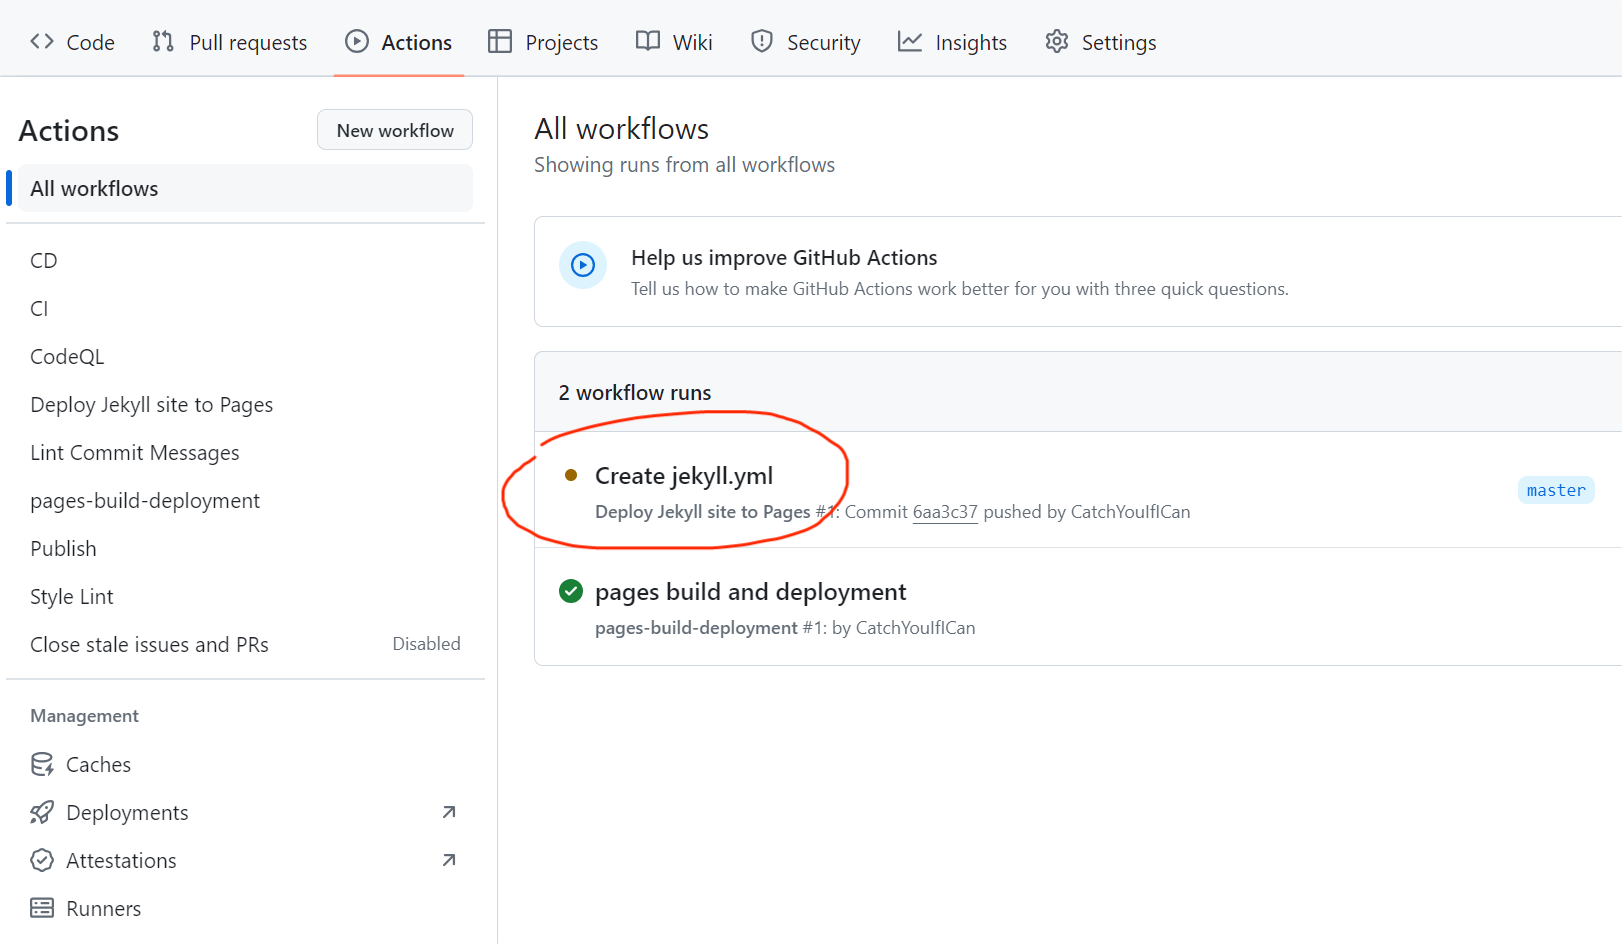 Code Pull requests Actions Projects Wiki Security Insights Settings
Actions New workflow
All workflows
CD
CI
CodeQL
Deploy Jekyll site to Pages
Lint Commit Messages
pages-build-deployment
Publish
Style Lint
Close stale issues and PRs Disabled
Management
Caches
Deployments
Attestations
Runners
All workflows
Showing runs from all workflows
Help us improve GitHub Actions
Tell us how to make GitHub Actions work better for you with three quick questions.
2 workflow runs
Create jekyll.yml
Deploy Jekyll site to Pages #1: Commit 6aa3c37 pushed by CatchYouIfICan
master
pages build and deployment
pages-build-deployment #1: by CatchYouIfICan